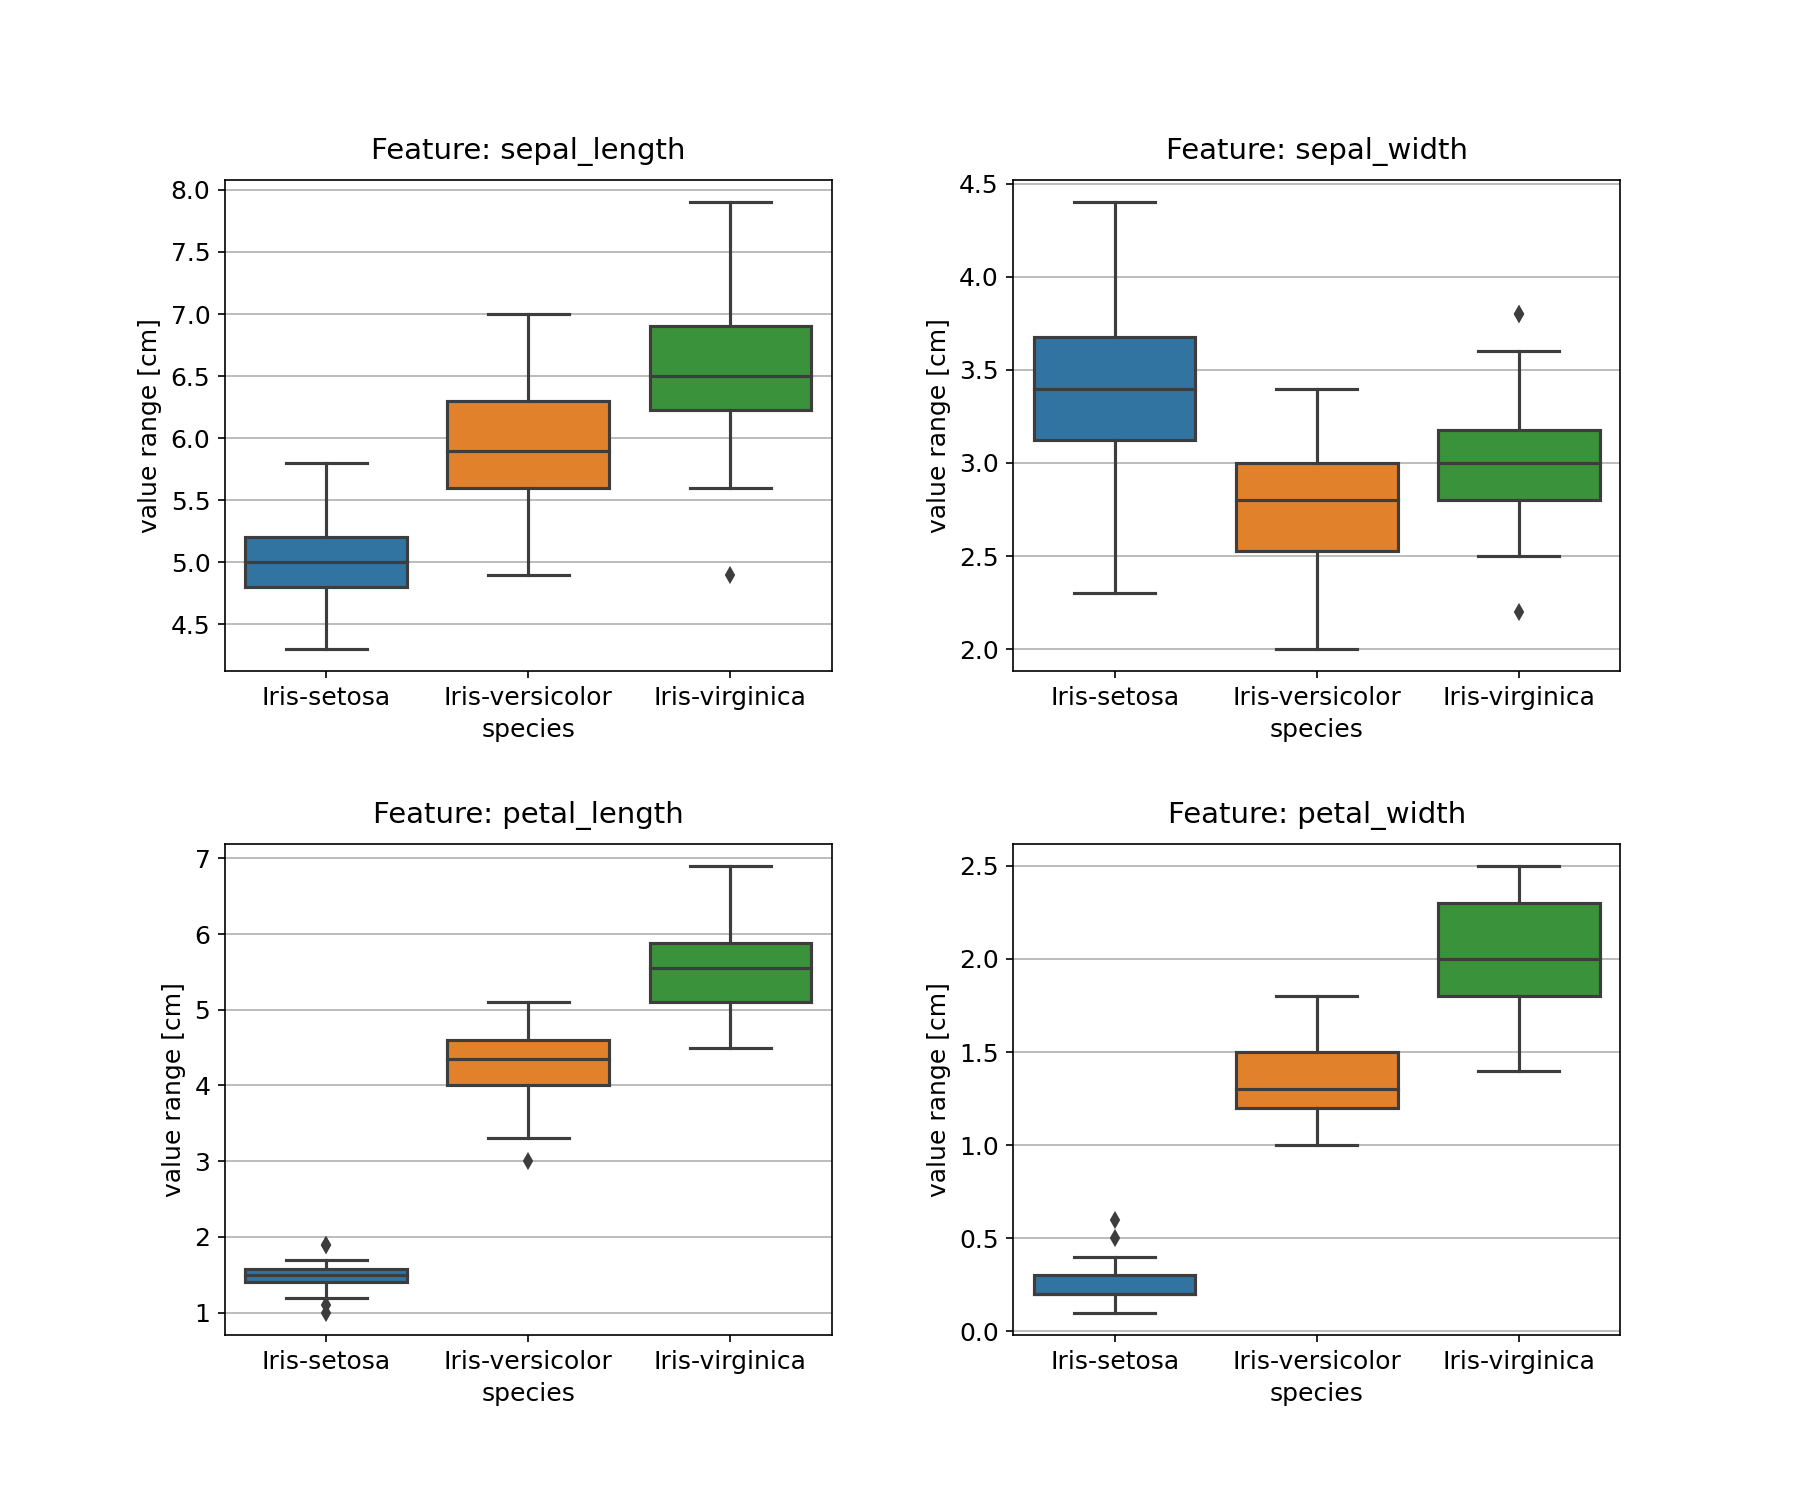 Feature: sepal_length
8.0
7.5
7.0
6.5
6.0
5.5
5.0
4.5
value range [cm]
Iris-setosa Iris-versicolor Iris-virginica
species
Feature: sepal_width
4.5
4.0
3.5
3.0
2.5
2.0
value range [cm]
Iris-setosa Iris-versicolor Iris-virginica
species
Feature: petal_length
7
6
5
4
3
2
1
value range [cm]
Iris-setosa Iris-versicolor Iris-virginica
species
Feature: petal_width
2.5
2.0
1.5
1.0
0.5
0.0
value range [cm]
Iris-setosa Iris-versicolor Iris-virginica
species